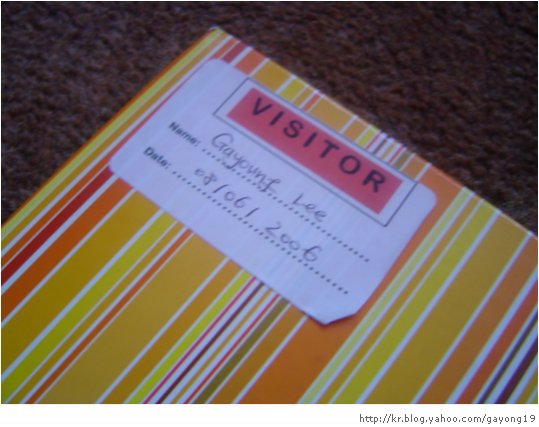 VISITOR
Name: Gayoung Lee
Date: 08/06/2006
http://kr.blog.yahoo.com/gayong19